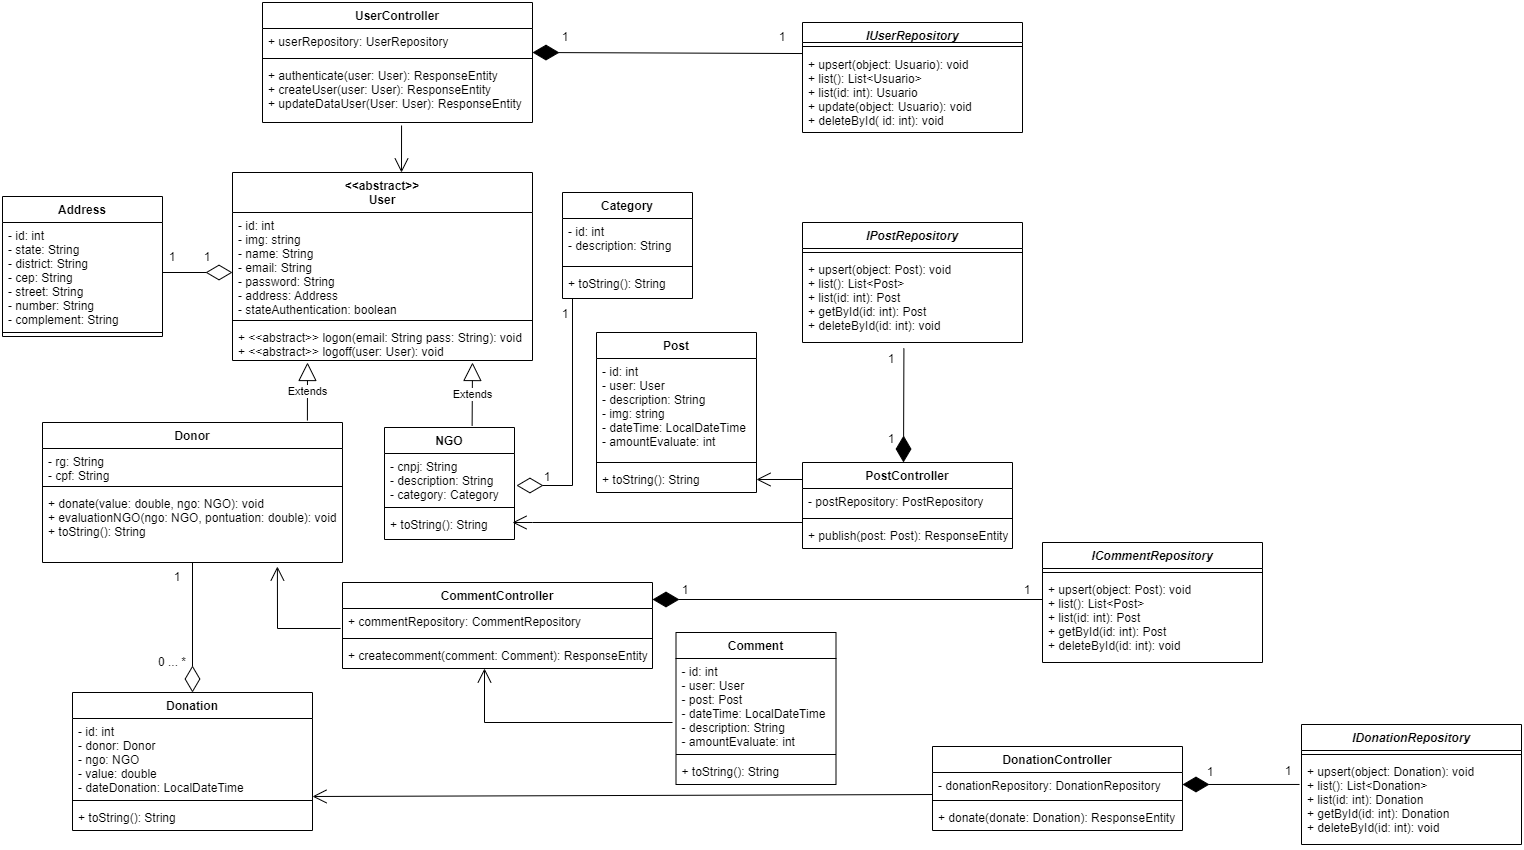 UserController
+ userRepository: UserRepository
+ authenticate(user: User): ResponseEntity
+ createUser(user: User): ResponseEntity
+ updateDataUser(User: User): ResponseEntity
1
1
IUserRepository
+ upsert(object: Usuario): void
+ list(): List<Usuario>
+ list(id: int): Usuario
+ update(object: Usuario): void
+ deleteById( id: int): void
Address
- id: int
- state: String
- district: String
- cep: String
- street: String
- number: String
- complement: String
1
1
<<abstract>>
User
- id: int
- img: string
- name: String
- email: String
- password: String
- address: Address
- stateAuthentication: boolean
+ <<abstract>> logon(email: String pass: String): void
+ <<abstract>> logoff(user: User): void
Category
- id: int
- description: String
+ toString(): String
1
IPostRepository
+ upsert(object: Post): void
+ list(): List<Post>
+ list(id: int): Post
+ getById(id: int): Post
+ deleteById(id: int): void
1
1
Post
- id: int
- user: User
- description: String
- img: string
- dateTime: LocalDateTime
- amountEvaluate: int
+ toString(): String
Extends
Extends
Donor
- rg: String
- cpf: String
+ donate(value: double, ngo: NGO): void
+ evaluationNGO(ngo: NGO, pontuation: double): void
+ toString(): String
NGO
- cnpj: String
- description: String
- category: Category
+ toString(): String
1
PostController
- postRepository: PostRepository
+ publish(post: Post): ResponseEntity
ICommentRepository
+ upsert(object: Post): void
+ list(): List<Post>
+ list(id: int): Post
+ getById(id: int): Post
+ deleteById(id: int): void
1
0 ... *
CommentController
+ commentRepository: CommentRepository
+ createcomment(comment: Comment): ResponseEntity
1
1
Comment
- id: int
- user: User
- post: Post
- dateTime: LocalDateTime
- description: String
- amountEvaluate: int
+ toString(): String
Donation
- id: int
- donor: Donor
- ngo: NGO
- value: double
- dateDonation: LocalDateTime
+ toString(): String
DonationController
- donationRepository: DonationRepository
+ donate(donate: Donation): ResponseEntity
1
1
IDonationRepository
+ upsert(object: Donation): void
+ list(): List<Donation>
+ list(id: int): Donation
+ getById(id: int): Donation
+ deleteById(id: int): void